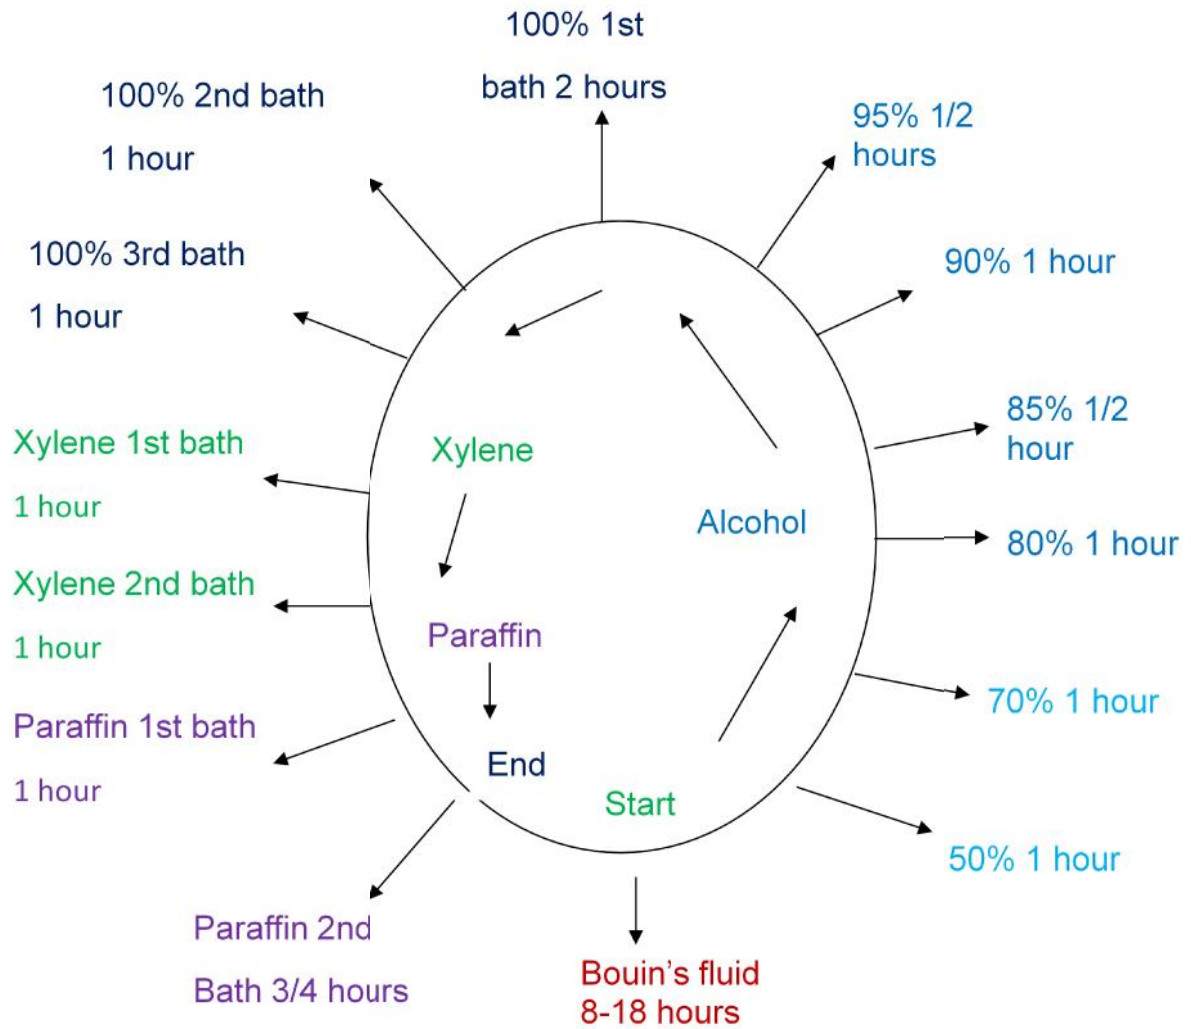 100% 1st
bath 2 hours
100% 2nd bath
1 hour
95% 1/2
hours
100% 3rd bath
1 hour
90% 1 hour
85% 1/2
hour
Xylene 1st bath
1 hour
Xylene
Alcohol
80% 1 hour
Xylene 2nd bath
1 hour
Paraffin
70% 1 hour
Paraffin 1st bath
1 hour
End
Start
50% 1 hour
Paraffin 2nd
Bath 3/4 hours
Bouin’s fluid
8-18 hours